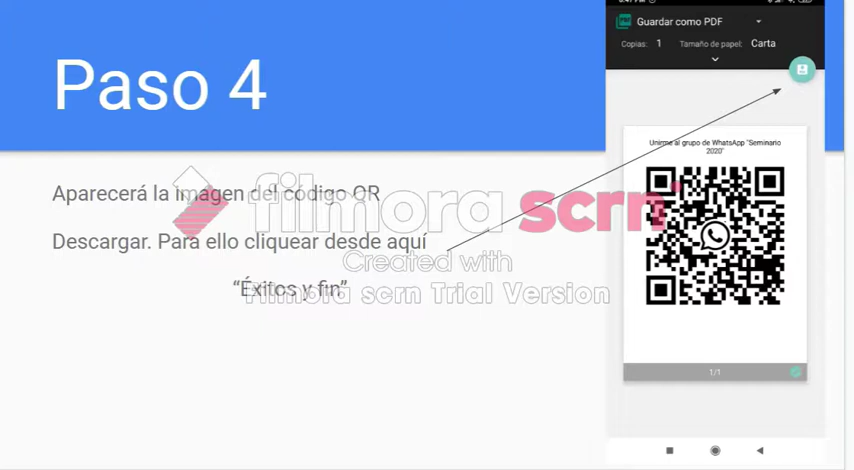 Paso 4
Aparecerá la imagen del código QR
Descargar. Para ello cliquear desde aquí
“Éxitos y fin”
filmora scrn
Created with
Filmora scrn Trial Version
Guardar como PDF
Copias: 1 Tamaño de papel: Carta
Unirme al grupo de WhatsApp "Seminario
2020"
1/1